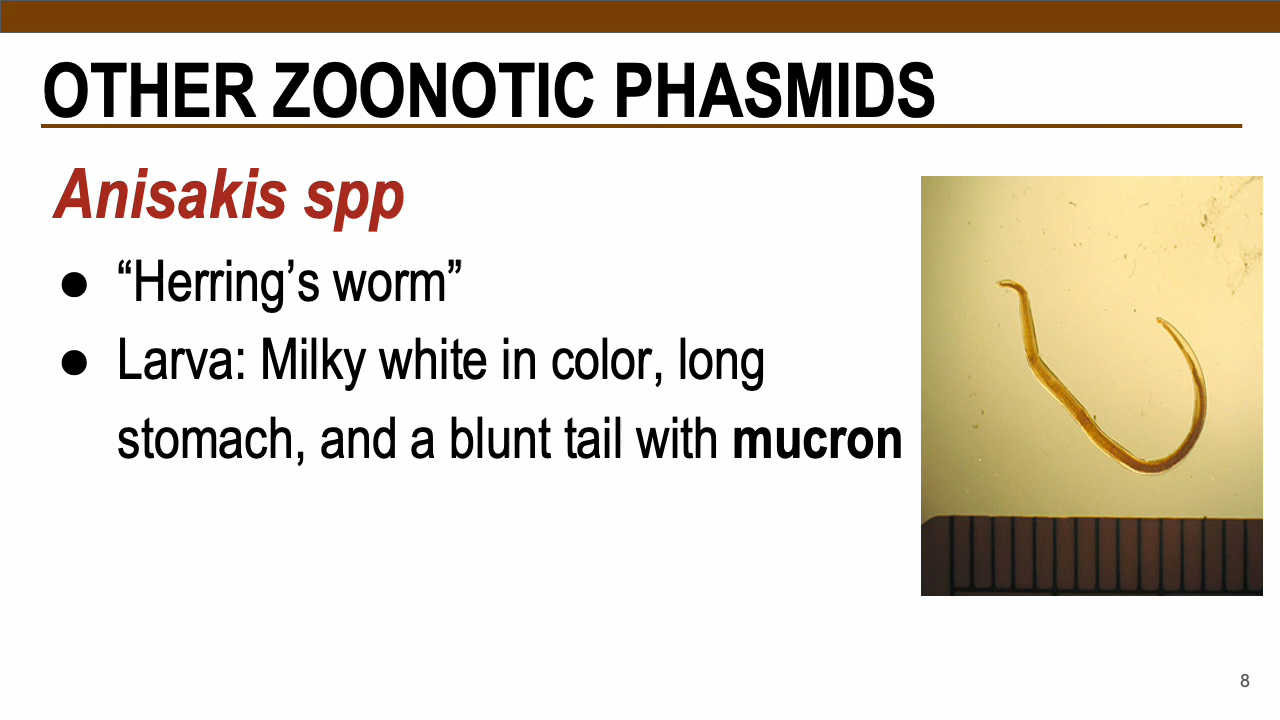 OTHER ZOONOTIC PHASMIDS
Anisakis spp
● “Herring’s worm”
● Larva: Milky white in color, long
stomach, and a blunt tail with mucron
8